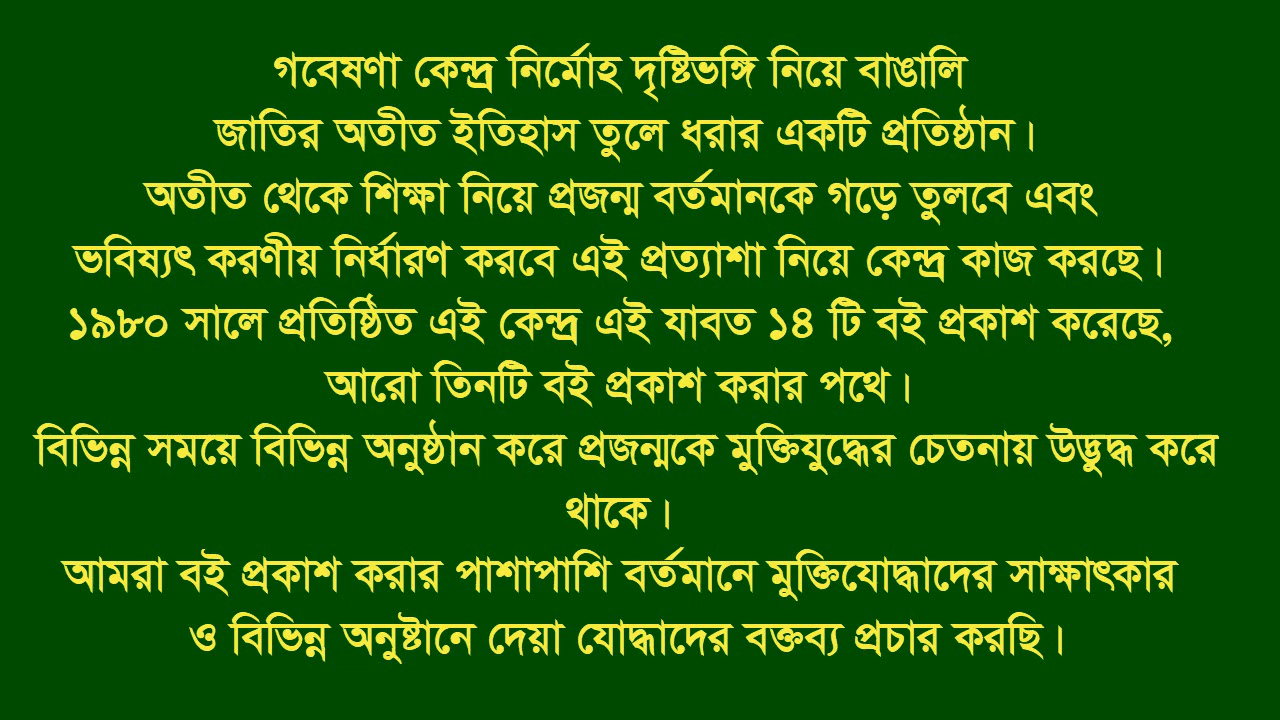 গবেষণা কেন্দ্র নির্মোহ দৃষ্টিভঙ্গি নিয়ে বাঙালি
জাতির অতীত ইতিহাস তুলে ধরার একটি প্রতিষ্ঠান।
অতীত থেকে শিক্ষা নিয়ে প্রজন্ম বর্তমানকে গড়ে তুলবে এবং
ভবিষ্যৎ করণীয় নির্ধারণ করবে এই প্রত্যাশা নিয়ে কেন্দ্র কাজ করছে।
১৯৮০ সালে প্রতিষ্ঠিত এই কেন্দ্র এই যাবত ১৪ টি বই প্রকাশ করেছে,
আরো তিনটি বই প্রকাশ করার পথে।
বিভিন্ন সময়ে বিভিন্ন অনুষ্ঠান করে প্রজন্মকে মুক্তিযুদ্ধের চেতনায় উদ্ভুদ্ধ করে
থাকে।
আমরা বই প্রকাশ করার পাশাপাশি বর্তমানে মুক্তিযোদ্ধাদের সাক্ষাৎকার
ও বিভিন্ন অনুষ্টানে দেয়া যোদ্ধাদের বক্তব্য প্রচার করছি।